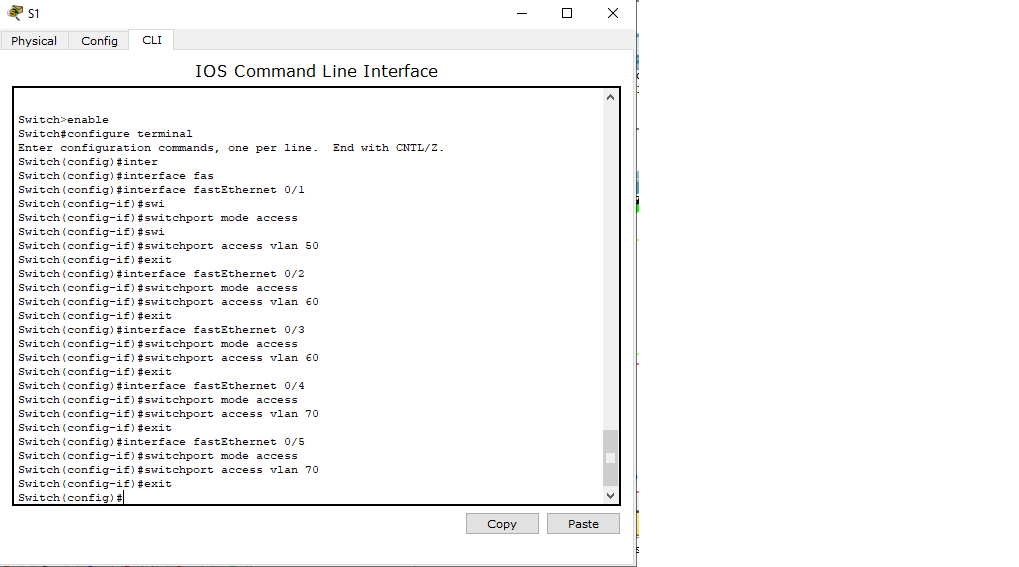 S1
Physical Config CLI
IOS Command Line Interface
Switch>enable
Switch#configure terminal
Enter configuration commands, one per line.  End with CNTL/Z.
Switch(config)#inter
Switch(config)#interface fas
Switch(config)#interface fastEthernet 0/1
Switch(config-if)#swi
Switch(config-if)#switchport mode access
Switch(config-if)#swi
Switch(config-if)#switchport access vlan 50
Switch(config-if)#exit
Switch(config)#interface fastEthernet 0/2
Switch(config-if)#switchport mode access
Switch(config-if)#switchport access vlan 60
Switch(config-if)#exit
Switch(config)#interface fastEthernet 0/3
Switch(config-if)#switchport mode access
Switch(config-if)#switchport access vlan 60
Switch(config-if)#exit
Switch(config)#interface fastEthernet 0/4
Switch(config-if)#switchport mode access
Switch(config-if)#switchport access vlan 70
Switch(config-if)#exit
Switch(config)#interface fastEthernet 0/5
Switch(config-if)#switchport mode access
Switch(config-if)#switchport access vlan 70
Switch(config-if)#exit
Switch(config)#
Copy Paste